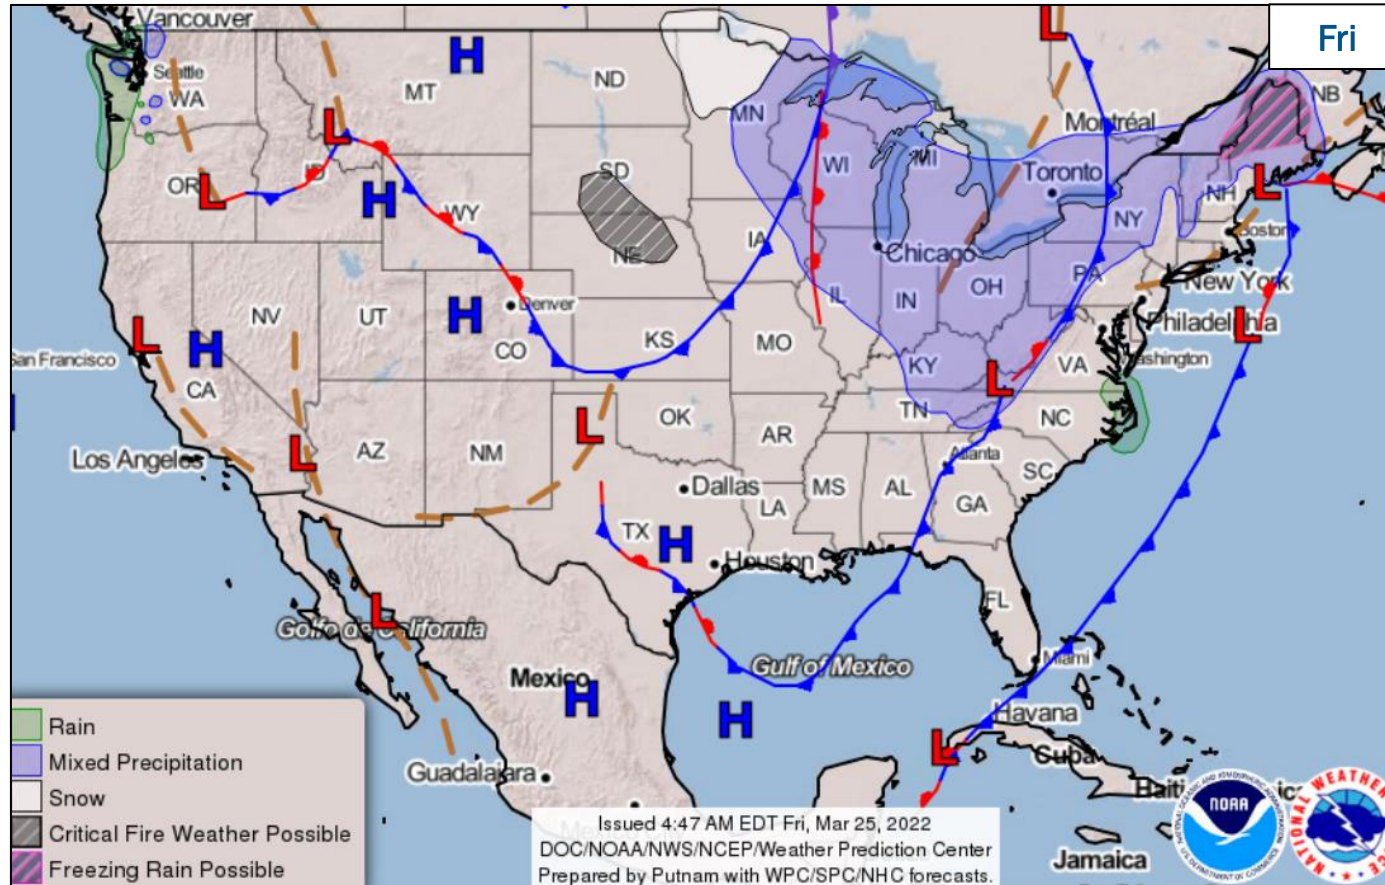 Fri
Vancouver
Seattle
WA
MT
ND
MN
Montréal
NB
OR
ID
SD
WI
MI
Toronto
NH
WY
NY
Boston
IA
NE
Chicago
NV
UT
Denver
CO
KS
MO
IL
IN
OH
PA
New York
Philadelphia
Washington
San Francisco
CA
KY
VA
TN
NC
Los Angeles
AZ
NM
OK
AR
Atlanta
SC
Dallas
MS
AL
GA
LA
TX
Houston
FL
Golfo de California
Mexico
Gulf of Mexico
Miami
Havana
Cuba
Guadalajara
Haiti
Jamaica
H
H
H
H
H
H
H
L
L
L
L
L
L
L
L
L
L
L
Rain
Mixed Precipitation
Snow
Critical Fire Weather Possible
Freezing Rain Possible
Issued 4:47 AM EDT Fri, Mar 25, 2022
DOC/NOAA/NWS/NCEP/Weather Prediction Center
Prepared by Putnam with WPC/SPC/NHC forecasts.
NOAA
NATIONAL WEATHER